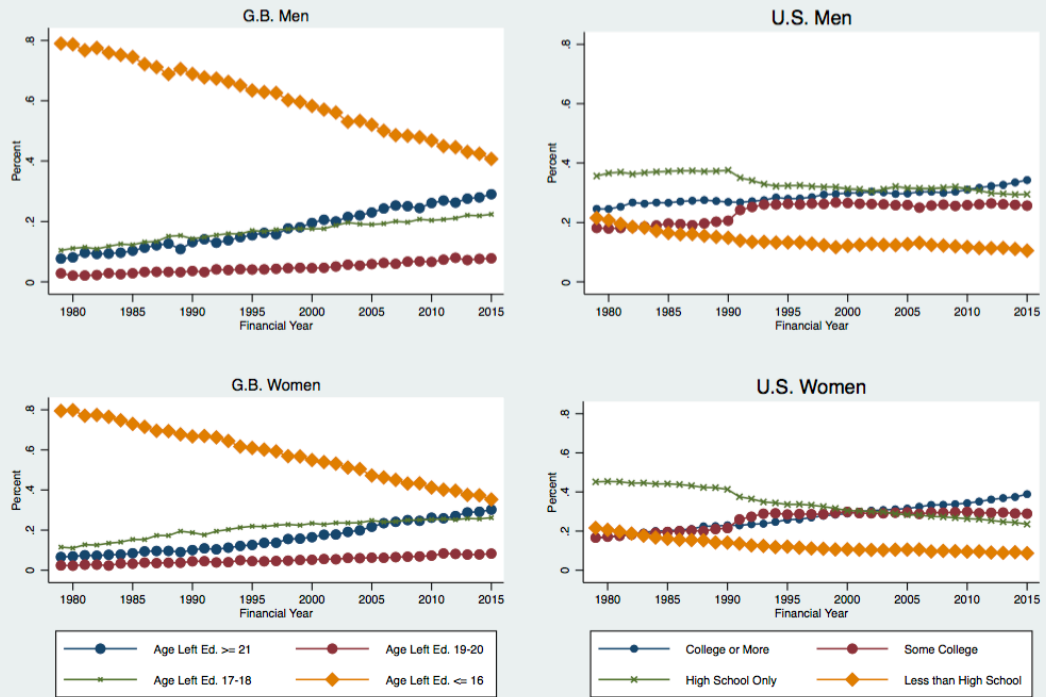 G.B. Men
Percent
.8
.6
.4
.2
0
1980 1985 1990 1995 2000 2005 2010 2015
Financial Year
U.S. Men
Percent
.8
.6
.4
.2
0
1980 1985 1990 1995 2000 2005 2010 2015
Financial Year
G.B. Women
Percent
.8
.6
.4
.2
0
1980 1985 1990 1995 2000 2005 2010 2015
Financial Year
U.S. Women
Percent
.8
.6
.4
.2
0
1980 1985 1990 1995 2000 2005 2010 2015
Financial Year
Age Left Ed. >= 21 Age Left Ed. 19-20
Age Left Ed. 17-18 Age Left Ed. <= 16
College or More Some College
High School Only Less than High School